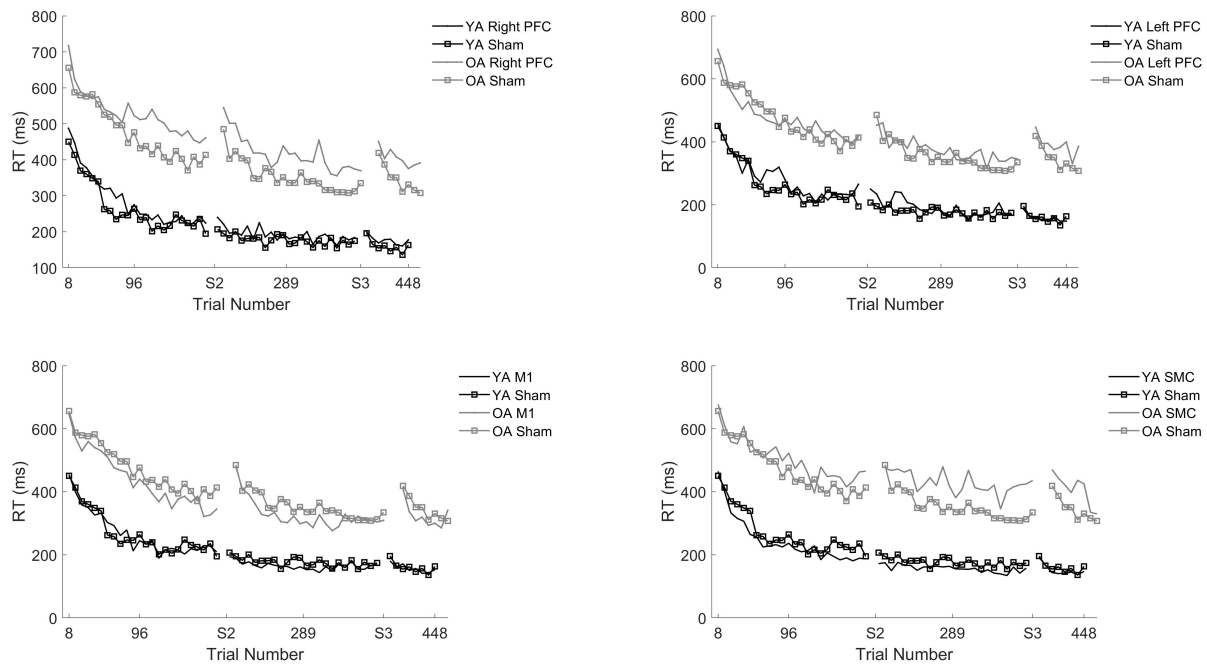 800
700
600
500
400
300
200
100
RT (ms)
8
96
S2
289
S3
448
Trial Number
YA Right PFC
YA Sham
OA Right PFC
OA Sham
800
600
400
200
0
RT (ms)
8
96
S2
289
S3
448
Trial Number
YA Left PFC
YA Sham
OA Left PFC
OA Sham
800
600
400
200
0
RT (ms)
8
96
S2
289
S3
448
Trial Number
YA M1
YA Sham
OA M1
OA Sham
800
600
400
200
0
RT (ms)
8
96
S2
289
S3
448
Trial Number
YA SMC
YA Sham
OA SMC
OA Sham